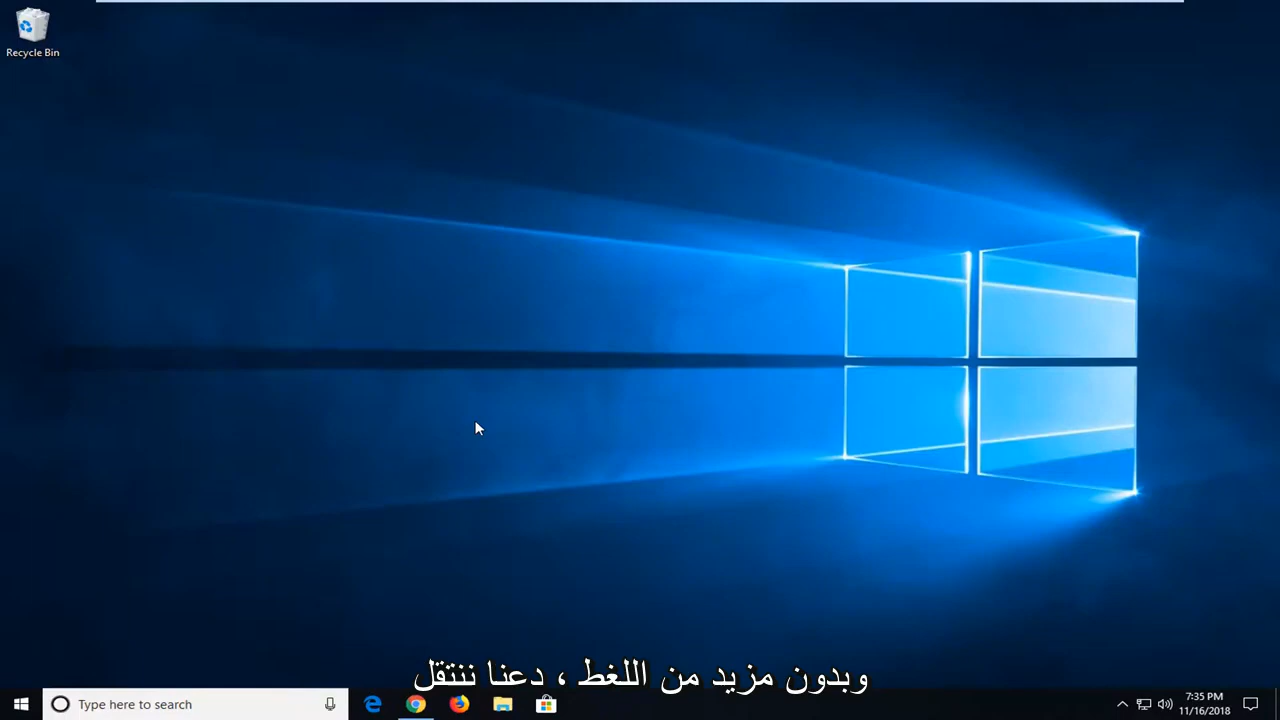 Recycle Bin
وبدون مزيد من اللغط ، دعنا ننتقل
Type here to search
7:35 PM
11/16/2018